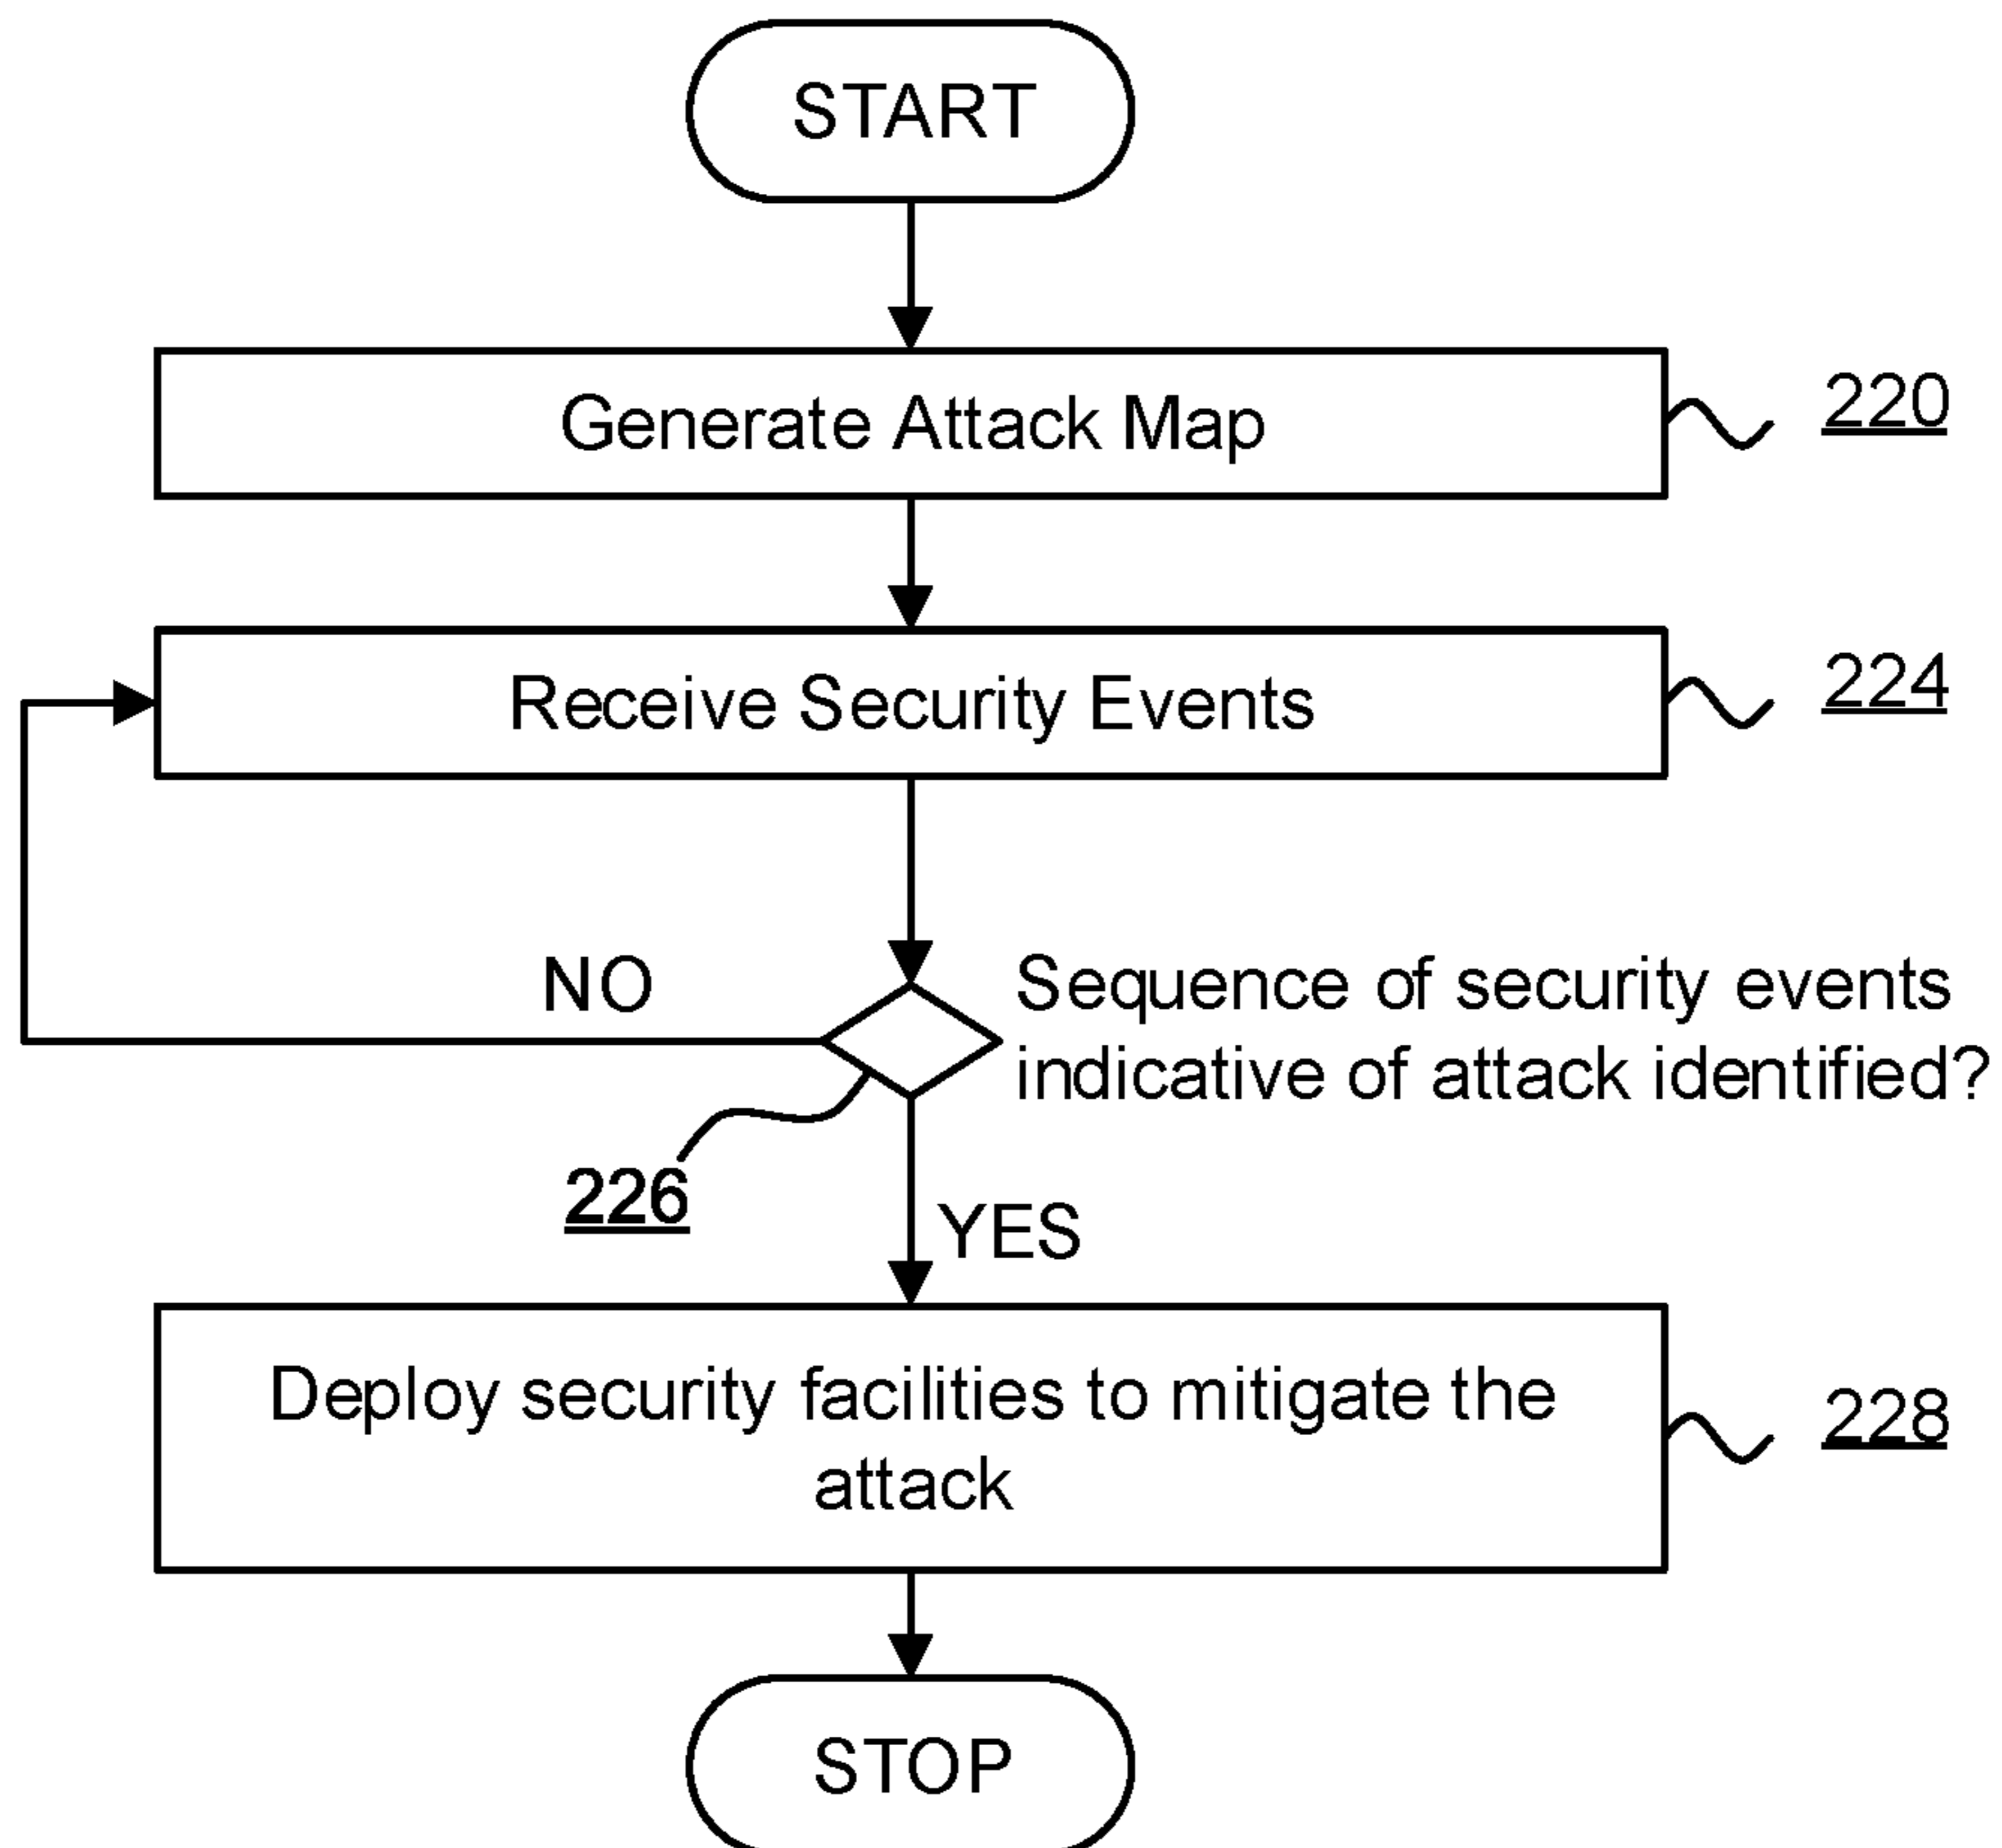 START
Generate Attack Map
220
Receive Security Events
224
NO
Sequence of security events
indicative of attack identified?
226
YES
Deploy security facilities to mitigate the
attack
228
STOP